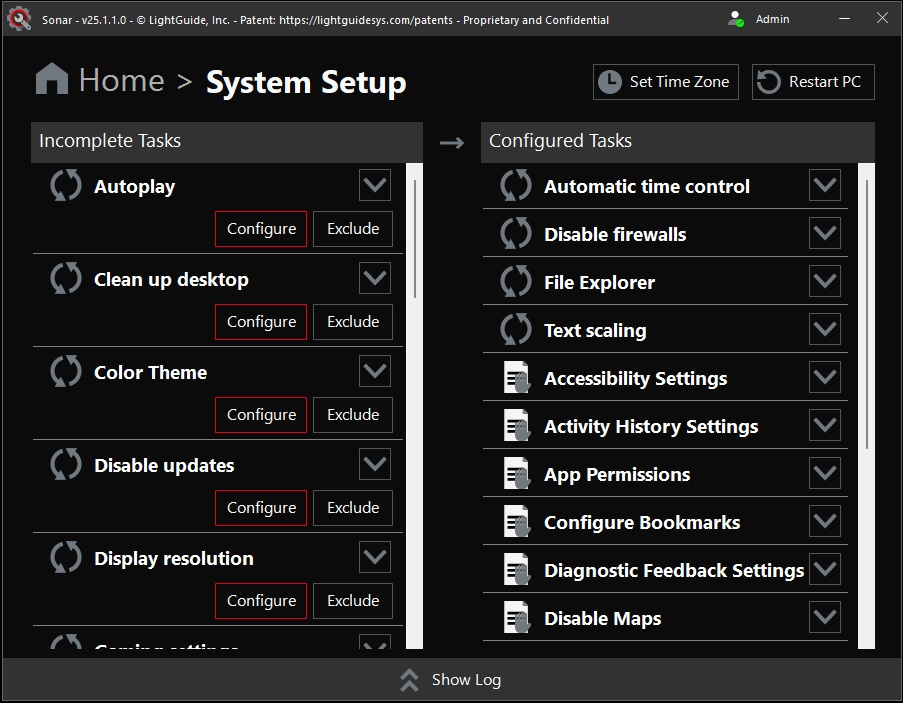 Sonar - v25.1.1.0 - © LightGuide, Inc. - Patent: https://lightguidesys.com/patents - Proprietary and Confidential
Admin
Home > System Setup
Set Time Zone
Restart PC
Incomplete Tasks
Autoplay
Configure Exclude
Clean up desktop
Configure Exclude
Color Theme
Configure Exclude
Disable updates
Configure Exclude
Display resolution
Configure Exclude
Gaming settings
Configured Tasks
Automatic time control
Disable firewalls
File Explorer
Text scaling
Accessibility Settings
Activity History Settings
App Permissions
Configure Bookmarks
Diagnostic Feedback Settings
Disable Maps
Show Log